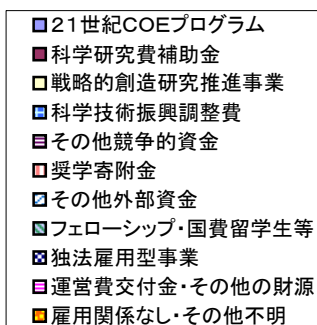 21世紀COEプログラム
科学研究費補助金
戦略的創造研究推進事業
科学技術振興調整費
その他競争的資金
奨学寄附金
その他外部資金
フェローシップ・国費留学生等
独法雇用型事業
運営費交付金・その他の財源
雇用関係なし・その他不明